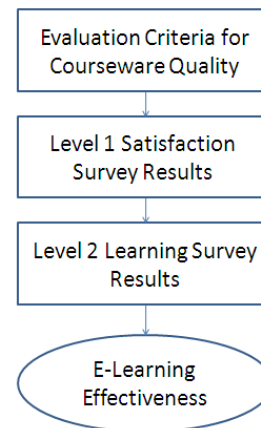 Evaluation Criteria for
Courseware Quality
Level 1 Satisfaction
Survey Results
Level 2 Learning Survey
Results
E-Learning
Effectiveness